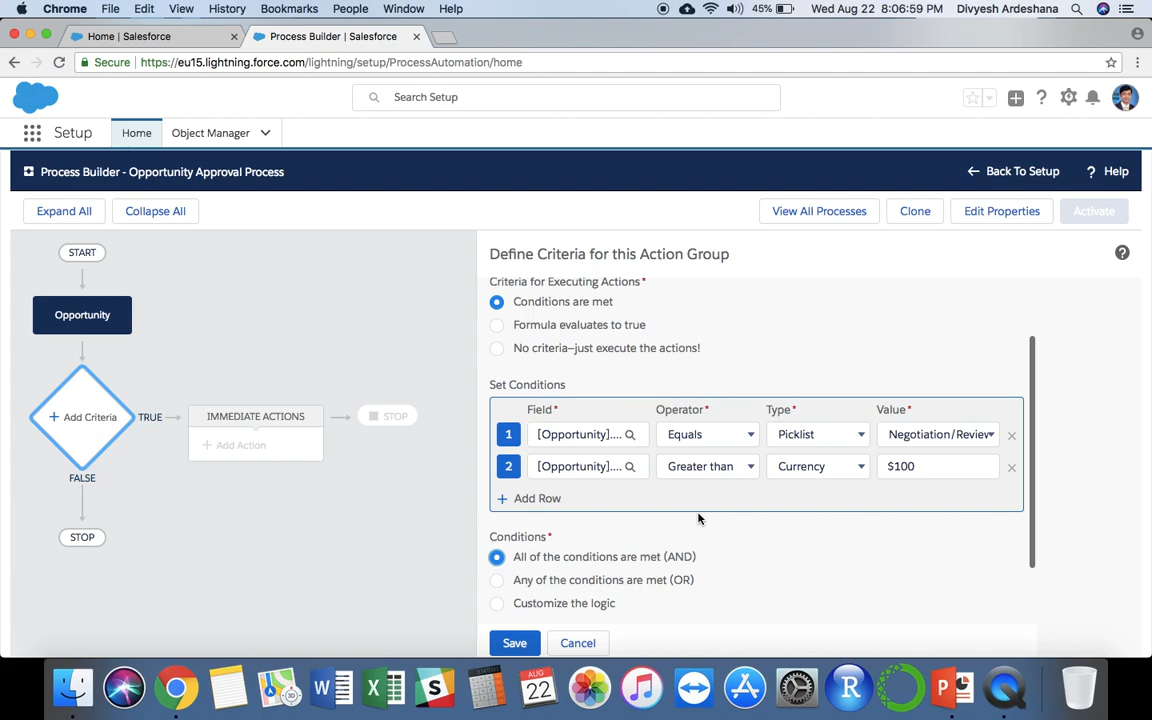 Chrome File Edit View History Bookmarks People Window Help 45% Wed Aug 22 8:06:59 PM Divyesh Ardeshana
Home | Salesforce × Process Builder | Salesforce ×
Secure https://eu15.lightning.force.com/lightning/setup/ProcessAutomation/home
Search Setup
Setup Home Object Manager
Process Builder - Opportunity Approval Process Back To Setup ? Help
Expand All Collapse All View All Processes Clone Edit Properties Activate
START
Opportunity
+ Add Criteria
TRUE
IMMEDIATE ACTIONS
+ Add Action
STOP
FALSE
STOP
Define Criteria for this Action Group
Criteria for Executing Actions*
Conditions are met
Formula evaluates to true
No criteria—just execute the actions!
Set Conditions
Field* Operator* Type* Value*
1 [Opportunity].... Equals Picklist Negotiation/Review
2 [Opportunity].... Greater than Currency $100
+ Add Row
Conditions*
All of the conditions are met (AND)
Any of the conditions are met (OR)
Customize the logic
Save Cancel
AUG
22